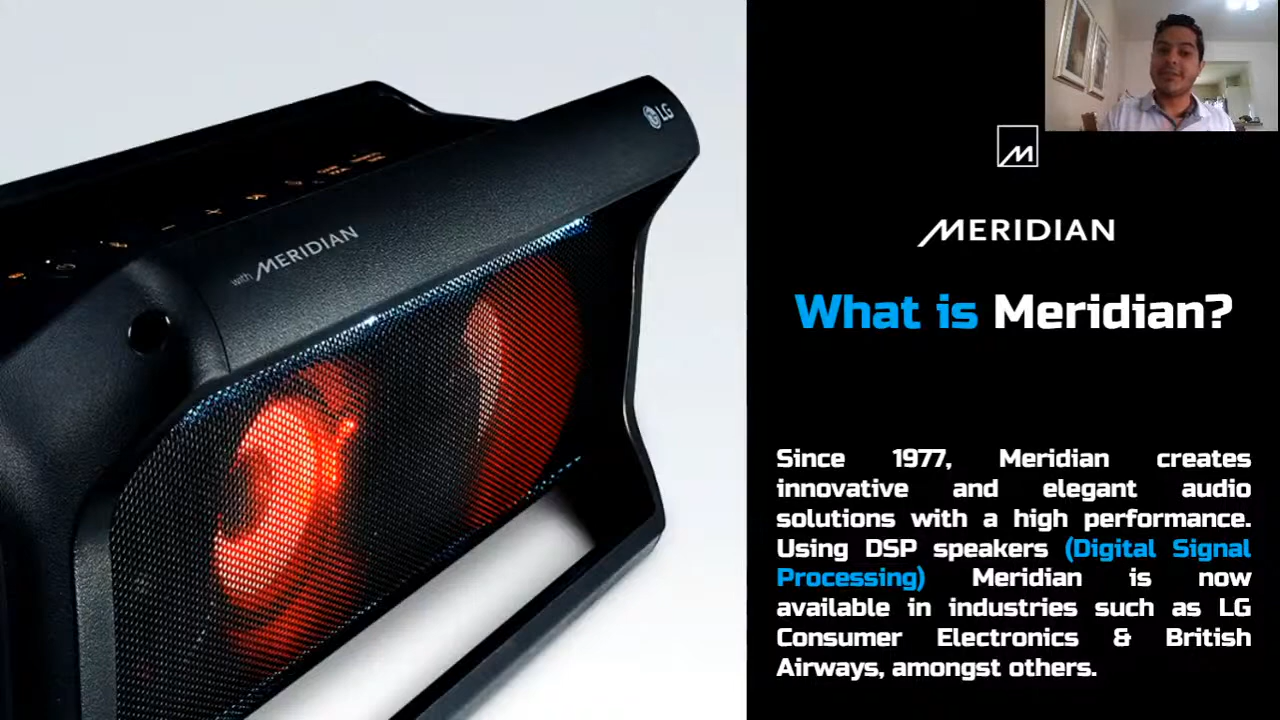 LG
with MERIDIAN
M
MERIDIAN
What is Meridian?
Since 1977, Meridian creates
innovative and elegant audio
solutions with a high performance.
Using DSP speakers (Digital Signal
Processing) Meridian is now
available in industries such as LG
Consumer Electronics & British
Airways, amongst others.